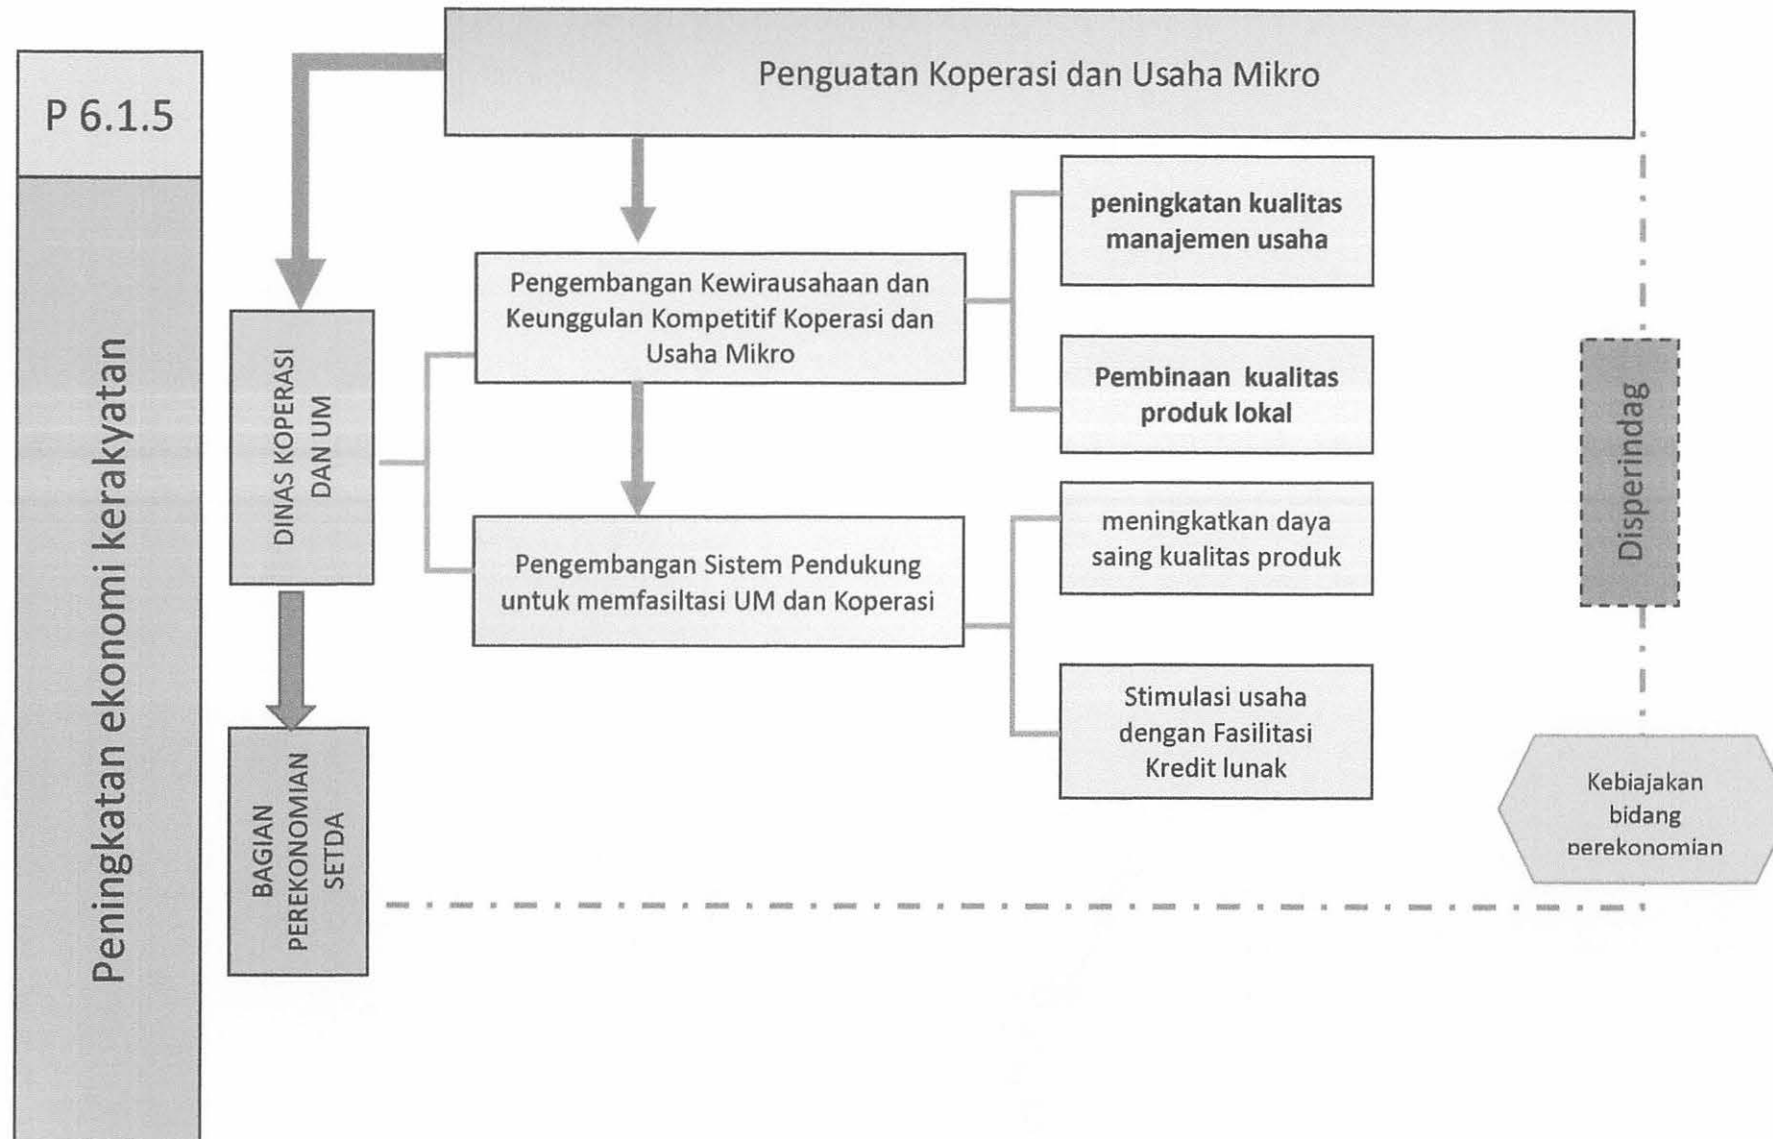 Penguatan Koperasi dan Usaha Mikro
P 6.1.5
Peningkatan ekonomi kerakyatan
DINAS KOPERASI
DAN UM
BAGIAN
PEREKONOMIAN
SETDA
Pengembangan Kewirausahaan dan
Keunggulan Kompetitif Koperasi dan
Usaha Mikro
Pengembangan Sistem Pendukung
untuk memfasiltasi UM dan Koperasi
peningkatan kualitas
manajemen usaha
Pembinaan kualitas
produk lokal
meningkatkan daya
saing kualitas produk
Stimulasi usaha
dengan Fasilitasi
Kredit lunak
Disperindag
Kebiajakan
bidang
perekonomian